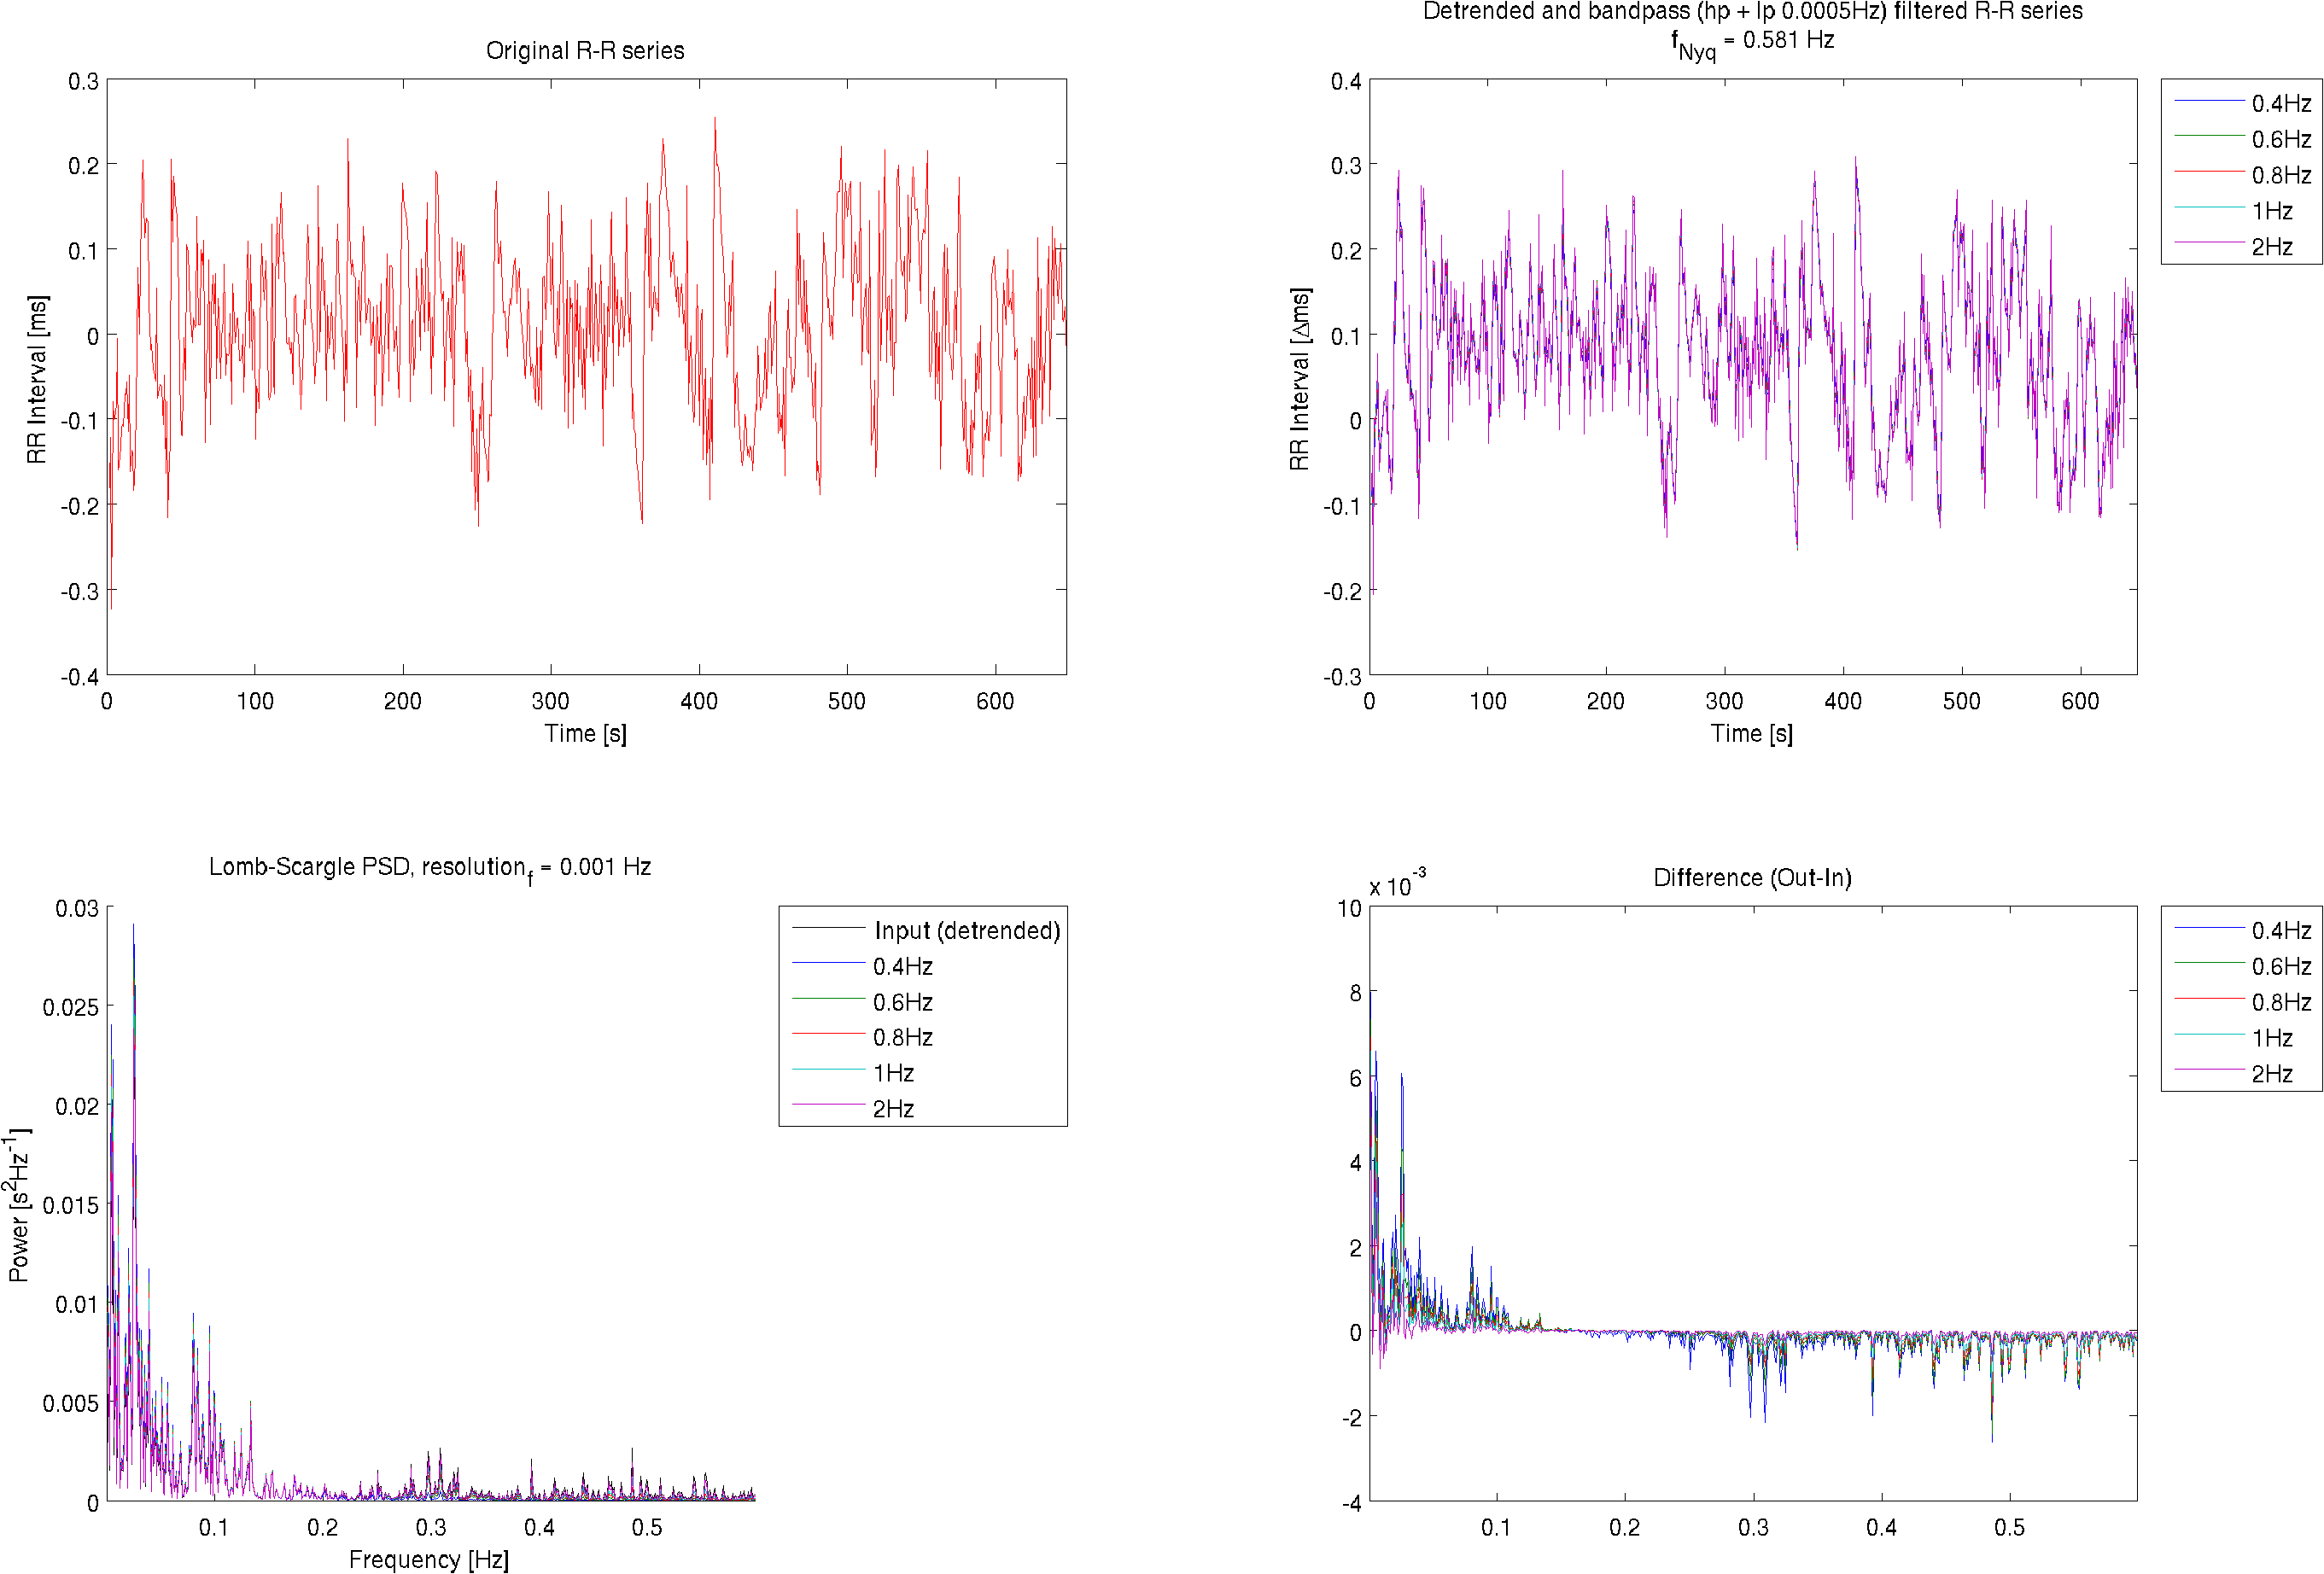 Original R-R series
0.3
0.2
0.1
0
-0.1
-0.2
-0.3
-0.4
RR Interval [ms]
0
100
200
300
400
500
600
Time [s]
Detrended and bandpass (hp + lp 0.0005Hz) filtered R-R series
fNyq = 0.581 Hz
0.4
0.3
0.2
0.1
0
-0.1
-0.2
-0.3
RR Interval [Δms]
0
100
200
300
400
500
600
Time [s]
0.4Hz
0.6Hz
0.8Hz
1Hz
2Hz
Lomb-Scargle PSD, resolutionf = 0.001 Hz
0.03
0.025
0.02
0.015
0.01
0.005
0
Power [s2Hz-1]
0.1
0.2
0.3
0.4
0.5
Frequency [Hz]
Input (detrended)
0.4Hz
0.6Hz
0.8Hz
1Hz
2Hz
Difference (Out-In)
x 10-3
10
8
6
4
2
0
-2
-4
0.1
0.2
0.3
0.4
0.5
0.4Hz
0.6Hz
0.8Hz
1Hz
2Hz